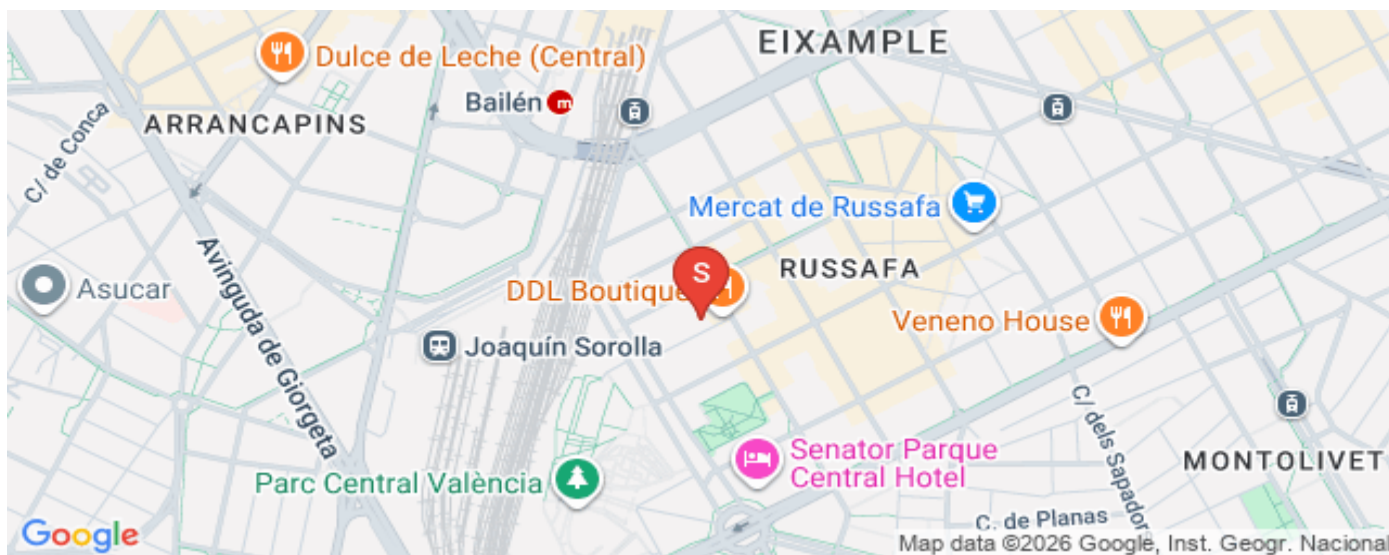 EIXAMPLE
Dulce de Leche (Central)
Bailén
m
ARRANCAPINS
C/ de Conca
Mercat de Russafa
RUSSAFA
S
DDL Boutique
Asucar
Avinguda de Giorgeta
Joaquín Sorolla
Veneno House
C/ dels Sapadors
Senator Parque
Central Hotel
MONTOLIVET
Parc Central València
C. de Planas
Google
Map data ©2026 Google, Inst. Geogr. Nacional